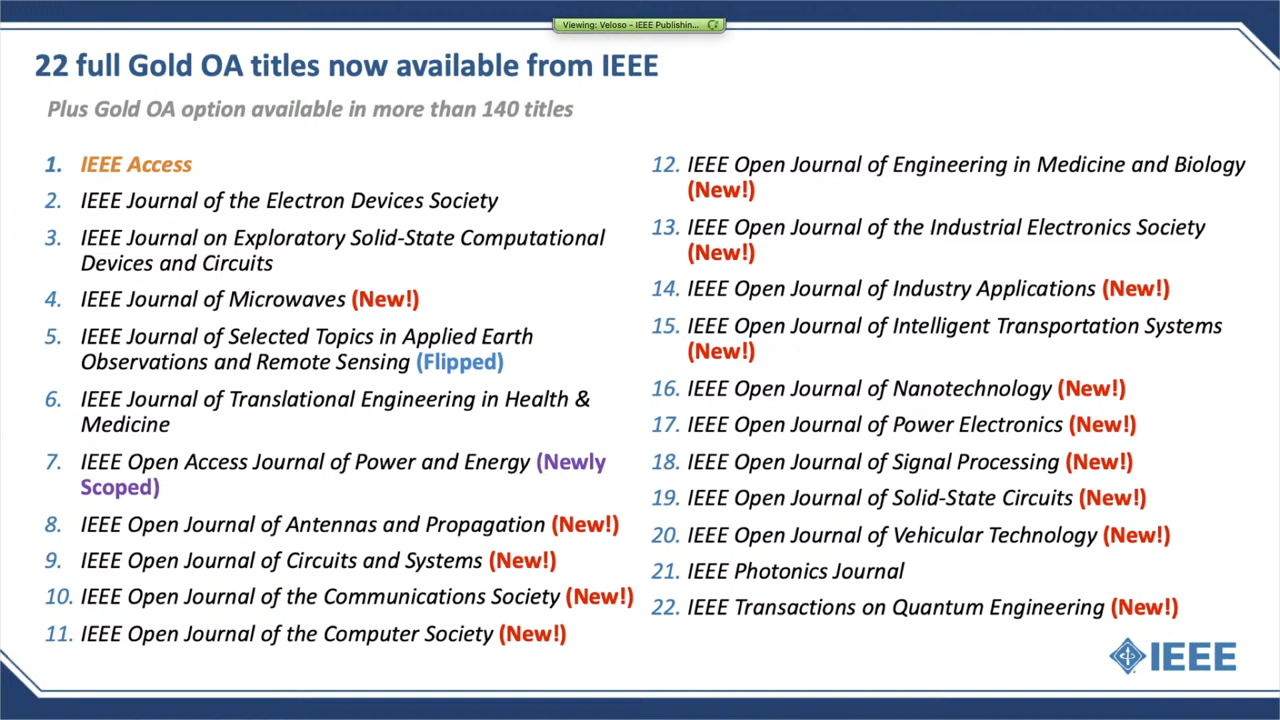 Viewing: Veloso - IEEE Publishin...
22 full Gold OA titles now available from IEEE
Plus Gold OA option available in more than 140 titles
1. IEEE Access
2. IEEE Journal of the Electron Devices Society
3. IEEE Journal on Exploratory Solid-State Computational
Devices and Circuits
4. IEEE Journal of Microwaves (New!)
5. IEEE Journal of Selected Topics in Applied Earth
Observations and Remote Sensing (Flipped)
6. IEEE Journal of Translational Engineering in Health &
Medicine
7. IEEE Open Access Journal of Power and Energy (Newly
Scoped)
8. IEEE Open Journal of Antennas and Propagation (New!)
9. IEEE Open Journal of Circuits and Systems (New!)
10. IEEE Open Journal of the Communications Society (New!)
11. IEEE Open Journal of the Computer Society (New!)
12. IEEE Open Journal of Engineering in Medicine and Biology
(New!)
13. IEEE Open Journal of the Industrial Electronics Society
(New!)
14. IEEE Open Journal of Industry Applications (New!)
15. IEEE Open Journal of Intelligent Transportation Systems
(New!)
16. IEEE Open Journal of Nanotechnology (New!)
17. IEEE Open Journal of Power Electronics (New!)
18. IEEE Open Journal of Signal Processing (New!)
19. IEEE Open Journal of Solid-State Circuits (New!)
20. IEEE Open Journal of Vehicular Technology (New!)
21. IEEE Photonics Journal
22. IEEE Transactions on Quantum Engineering (New!)
IEEE